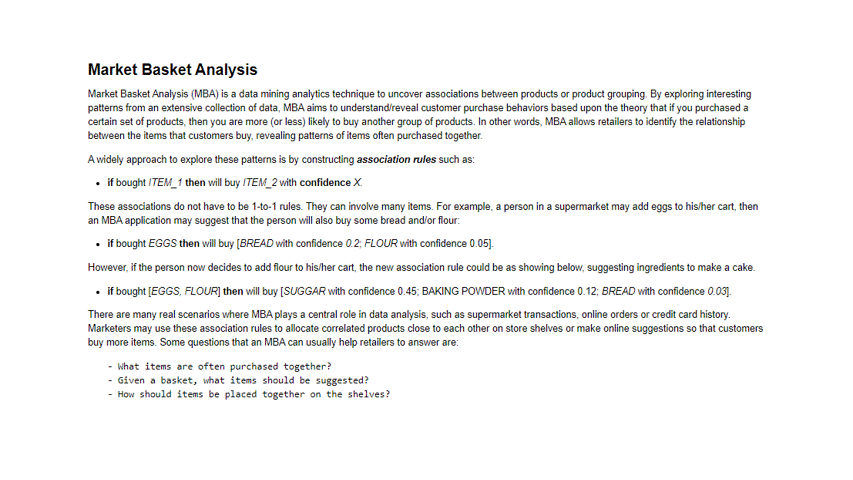 Market Basket Analysis
Market Basket Analysis (MBA) is a data mining analytics technique to uncover associations between products or product grouping. By exploring interesting
patterns from an extensive collection of data, MBA aims to understand/reveal customer purchase behaviors based upon the theory that if you purchased a
certain set of products, then you are more (or less) likely to buy another group of products. In other words, MBA allows retailers to identify the relationship
between the items that customers buy, revealing patterns of items often purchased together.
A widely approach to explore these patterns is by constructing association rules such as:
• if bought ITEM_1 then will buy ITEM_2 with confidence X.
These associations do not have to be 1-to-1 rules. They can involve many items. For example, a person in a supermarket may add eggs to his/her cart, then
an MBA application may suggest that the person will also buy some bread and/or flour:
• if bought EGGS then will buy [BREAD with confidence 0.2; FLOUR with confidence 0.05].
However, if the person now decides to add flour to his/her cart, the new association rule could be as showing below, suggesting ingredients to make a cake.
• if bought [EGGS, FLOUR] then will buy [SUGGAR with confidence 0.45; BAKING POWDER with confidence 0.12; BREAD with confidence 0.03].
There are many real scenarios where MBA plays a central role in data analysis, such as supermarket transactions, online orders or credit card history.
Marketers may use these association rules to allocate correlated products close to each other on store shelves or make online suggestions so that customers
buy more items. Some questions that an MBA can usually help retailers to answer are:
- What items are often purchased together?
- Given a basket, what items should be suggested?
- How should items be placed together on the shelves?